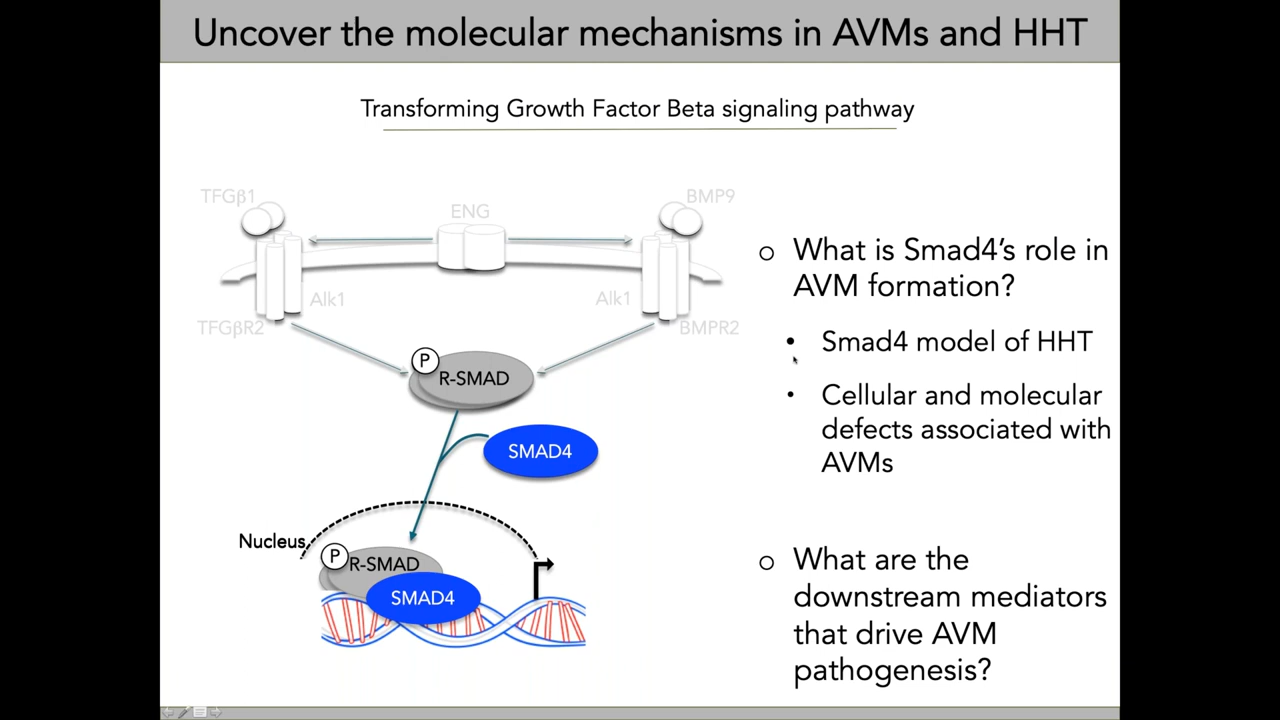 Uncover the molecular mechanisms in AVMs and HHT
Transforming Growth Factor Beta signaling pathway
TFGβ1
ENG
BMP9
Alk1
Alk1
TFGβR2
BMPR2
P
R-SMAD
SMAD4
Nucleus
P
R-SMAD
SMAD4
o What is Smad4's role in
AVM formation?
• Smad4 model of HHT
• Cellular and molecular
defects associated with
AVMs
o What are the
downstream mediators
that drive AVM
pathogenesis?